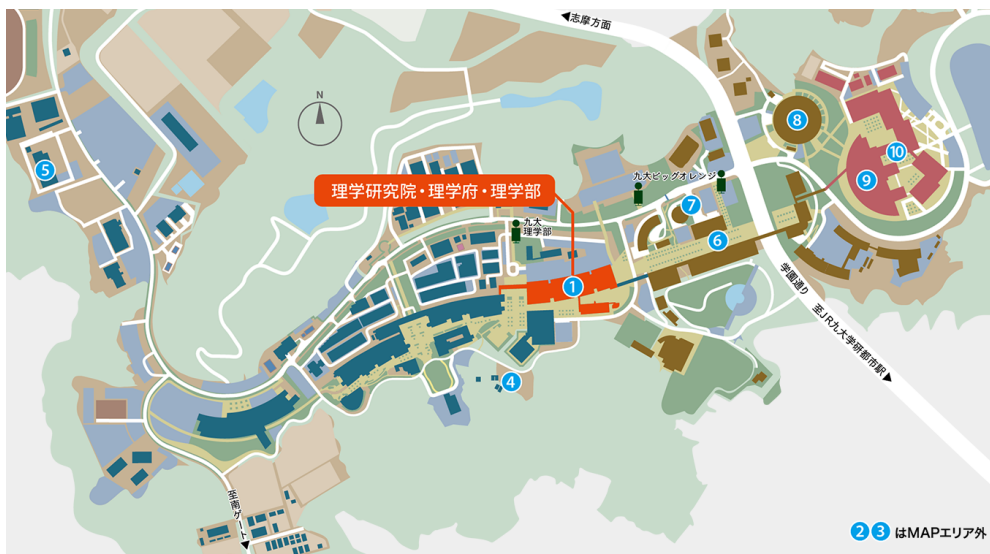 ◀志摩方面
N
8
5
10
九大ビッグオレンジ
9
理学研究院・理学府・理学部
7
九大
理学部
6
1
学園通り
至JR九大学研都市駅▶
4
至南ゲート▶
2 3 はMAPエリア外